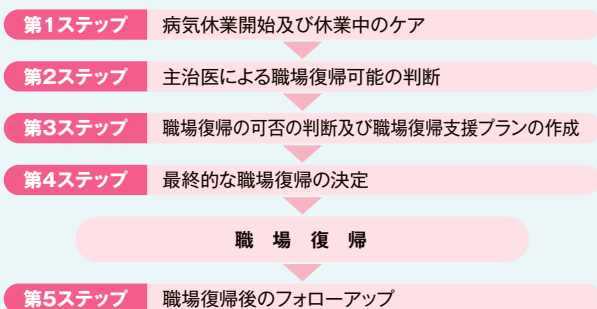 第1ステップ 病気休業開始及び休業中のケア
第2ステップ 主治医による職場復帰可能の判断
第3ステップ 職場復帰の可否の判断及び職場復帰支援プランの作成
第4ステップ 最終的な職場復帰の決定
職場復帰
第5ステップ 職場復帰後のフォローアップ